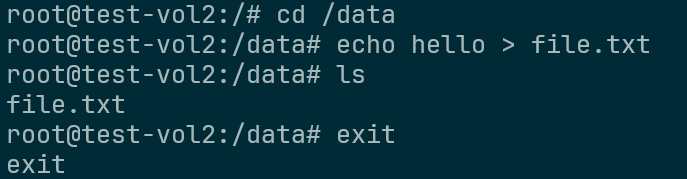 root@test-vol2:/# cd /data
root@test-vol2:/data# echo hello > file.txt
root@test-vol2:/data# ls
file.txt
root@test-vol2:/data# exit
exit